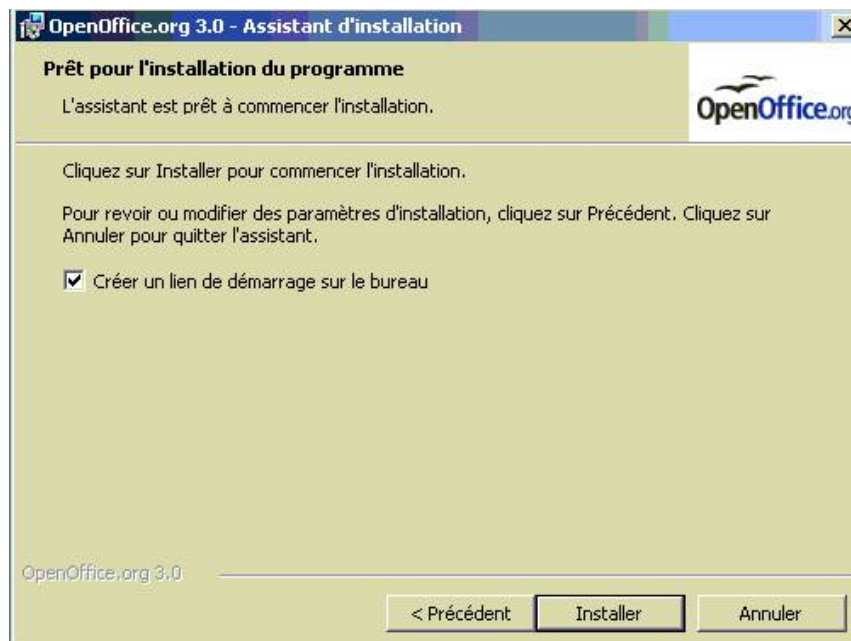 OpenOffice.org 3.0 - Assistant d'installation
Prêt pour l'installation du programme
L'assistant est prêt à commencer l'installation.
OpenOffice.org
Cliquez sur Installer pour commencer l'installation.
Pour revoir ou modifier des paramètres d'installation, cliquez sur Précédent. Cliquez sur
Annuler pour quitter l'assistant.
Créer un lien de démarrage sur le bureau
OpenOffice.org 3.0
< Précédent
Installer
Annuler